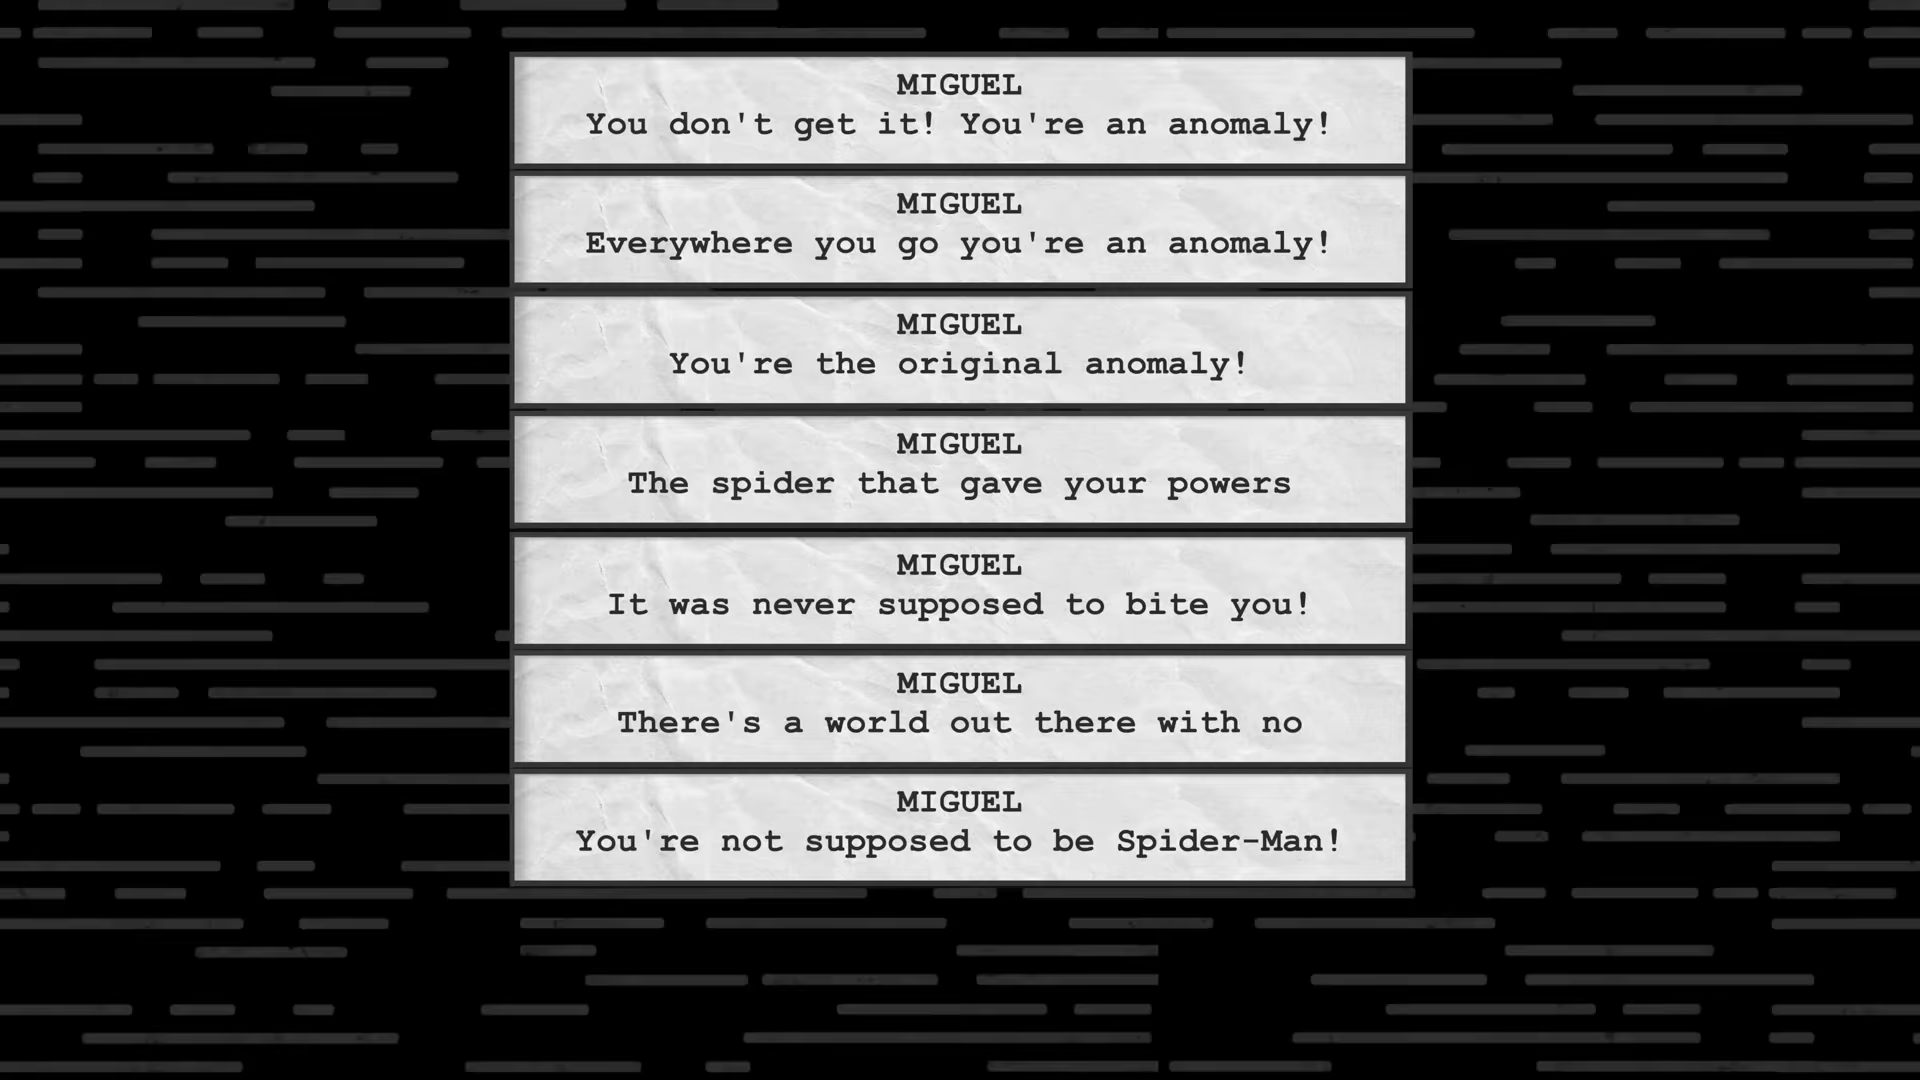 MIGUEL
You don't get it! You're an anomaly!
MIGUEL
Everywhere you go you're an anomaly!
MIGUEL
You're the original anomaly!
MIGUEL
The spider that gave your powers
MIGUEL
It was never supposed to bite you!
MIGUEL
There's a world out there with no
MIGUEL
You're not supposed to be Spider-Man!